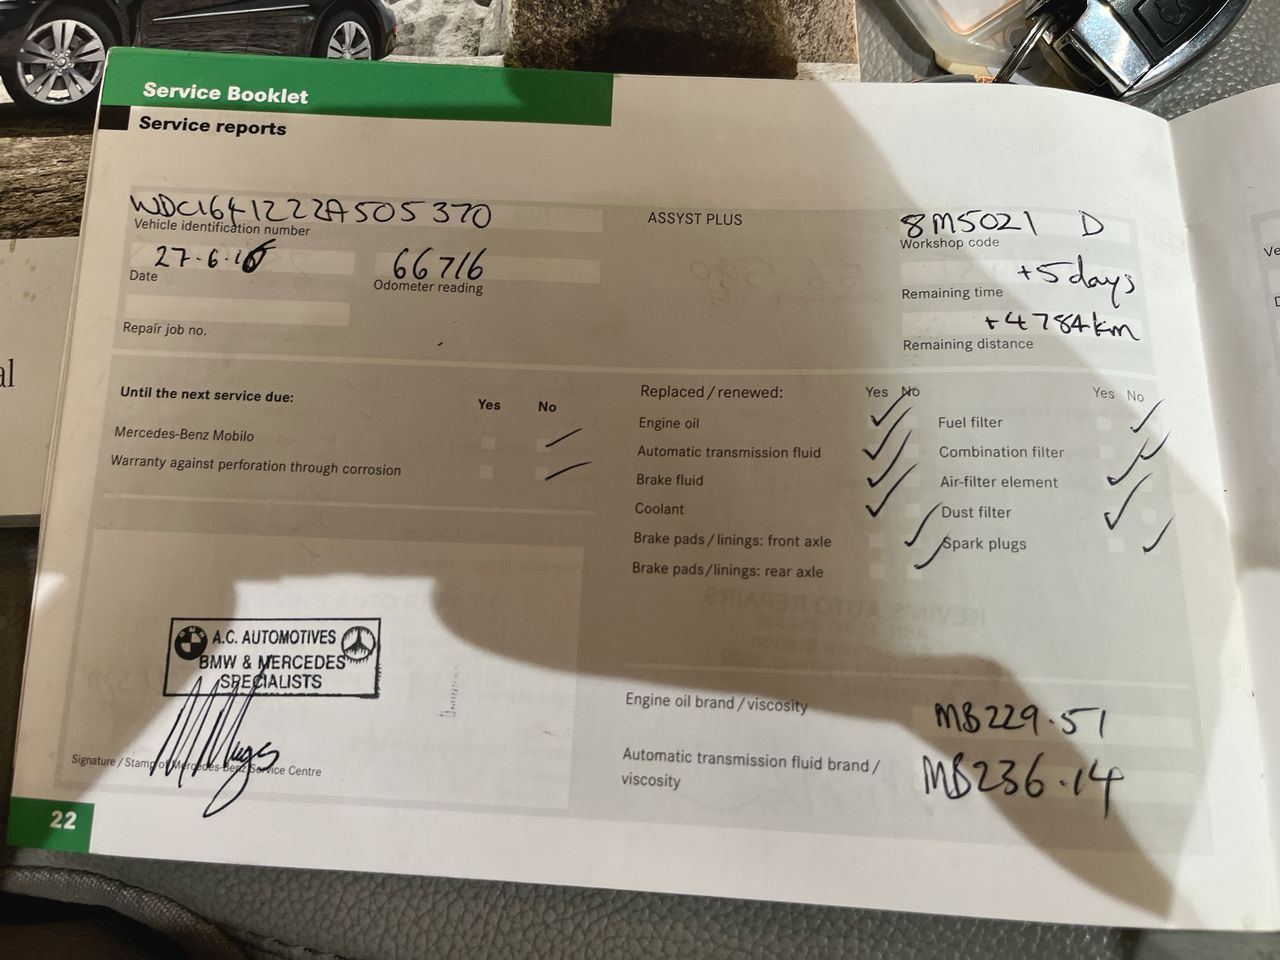 Service Booklet
Service reports
WDC1641222A505370
Vehicle identification number
ASSYST PLUS
8M5021 D
Workshop code
27.6.16
Date
66716
Odometer reading
+5 days
Remaining time
Repair job no.
+4784km
Remaining distance
Until the next service due:
Yes No
Mercedes-Benz Mobilo
Warranty against perforation through corrosion
Replaced / renewed:
Yes No
Engine oil
Automatic transmission fluid
Brake fluid
Coolant
Brake pads / linings: front axle
Brake pads / linings: rear axle
Yes No
Fuel filter
Combination filter
Air-filter element
Dust filter
Spark plugs
A.C. AUTOMOTIVES
BMW & MERCEDES
SPECIALISTS
Signature / Stamp of Mercedes-Benz Service Centre
Engine oil brand / viscosity
MB229.51
Automatic transmission fluid brand /
viscosity
MB236.14
22
al